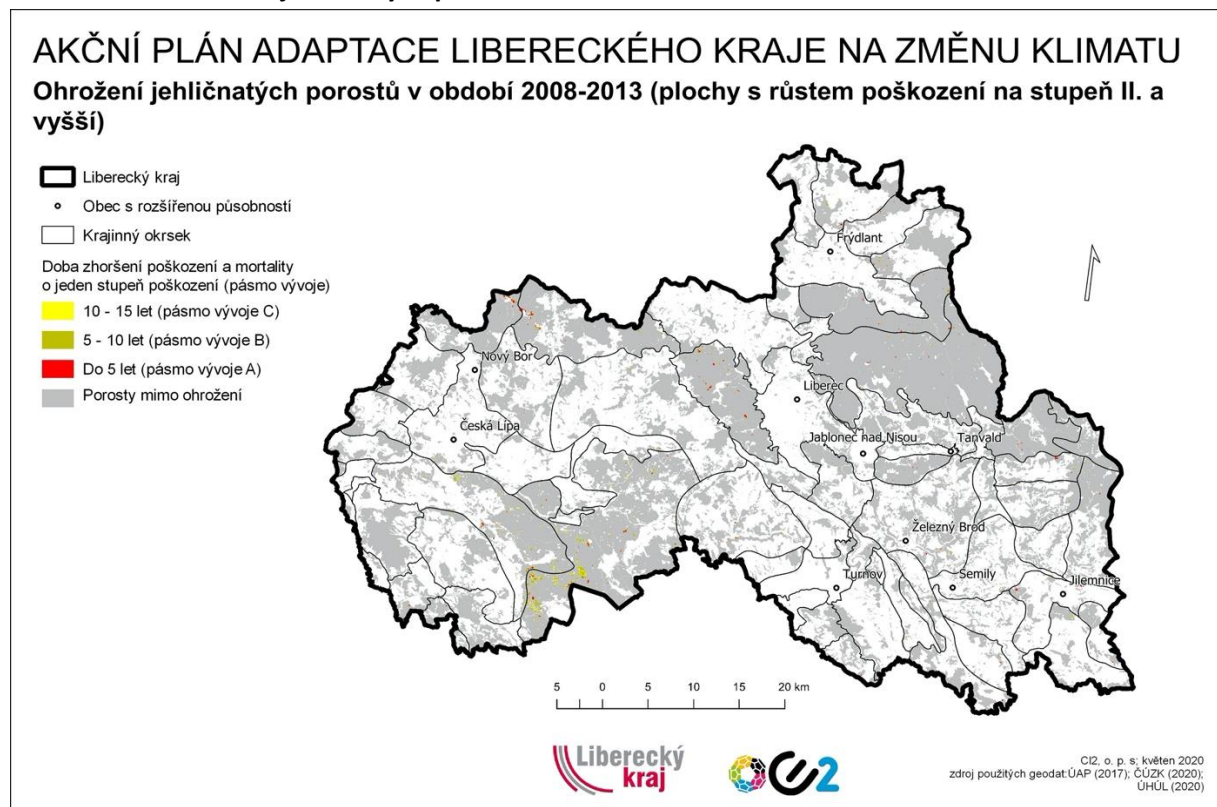 AKČNÍ PLÁN ADAPTACE LIBERECKÉHO KRAJE NA ZMĚNU KLIMATU
Ohrožení jehličnatých porostů v období 2008-2013 (plochy s růstem poškození na stupeň II. a
vyšší)
Liberecký kraj
Obec s rozšířenou působností
Krajinný okrsek
Doba zhoršení poškození a mortality
o jeden stupeň poškození (pásmo vývoje)
10 - 15 let (pásmo vývoje C)
5 - 10 let (pásmo vývoje B)
Do 5 let (pásmo vývoje A)
Porosty mimo ohrožení
Frýdlant
Nový Bor
Liberec
Česká Lípa
Jablonec nad Nisou
Tanvald
Železný Brod
Turnov
Semily
Jilemnice
5 0 5 10 15 20 km
Liberecký
kraj
CI2
CI2, o. p. s; květen 2020
zdroj použitých geodat:ÚAP (2017); ČÚZK (2020);
ÚHÚL (2020)